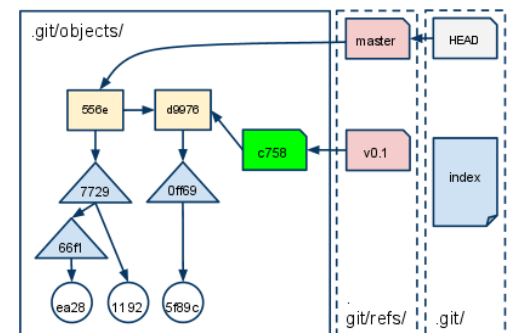 .git/objects/
master
HEAD
556e
d9976
c758
v0.1
7729
0ff69
index
66f1
ea28
1192
5f89c
.
git/refs/
.git/